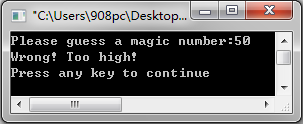 "C:\Users\908pc\Desktop...
Please guess a magic number:50
Wrong! Too high!
Press any key to continue